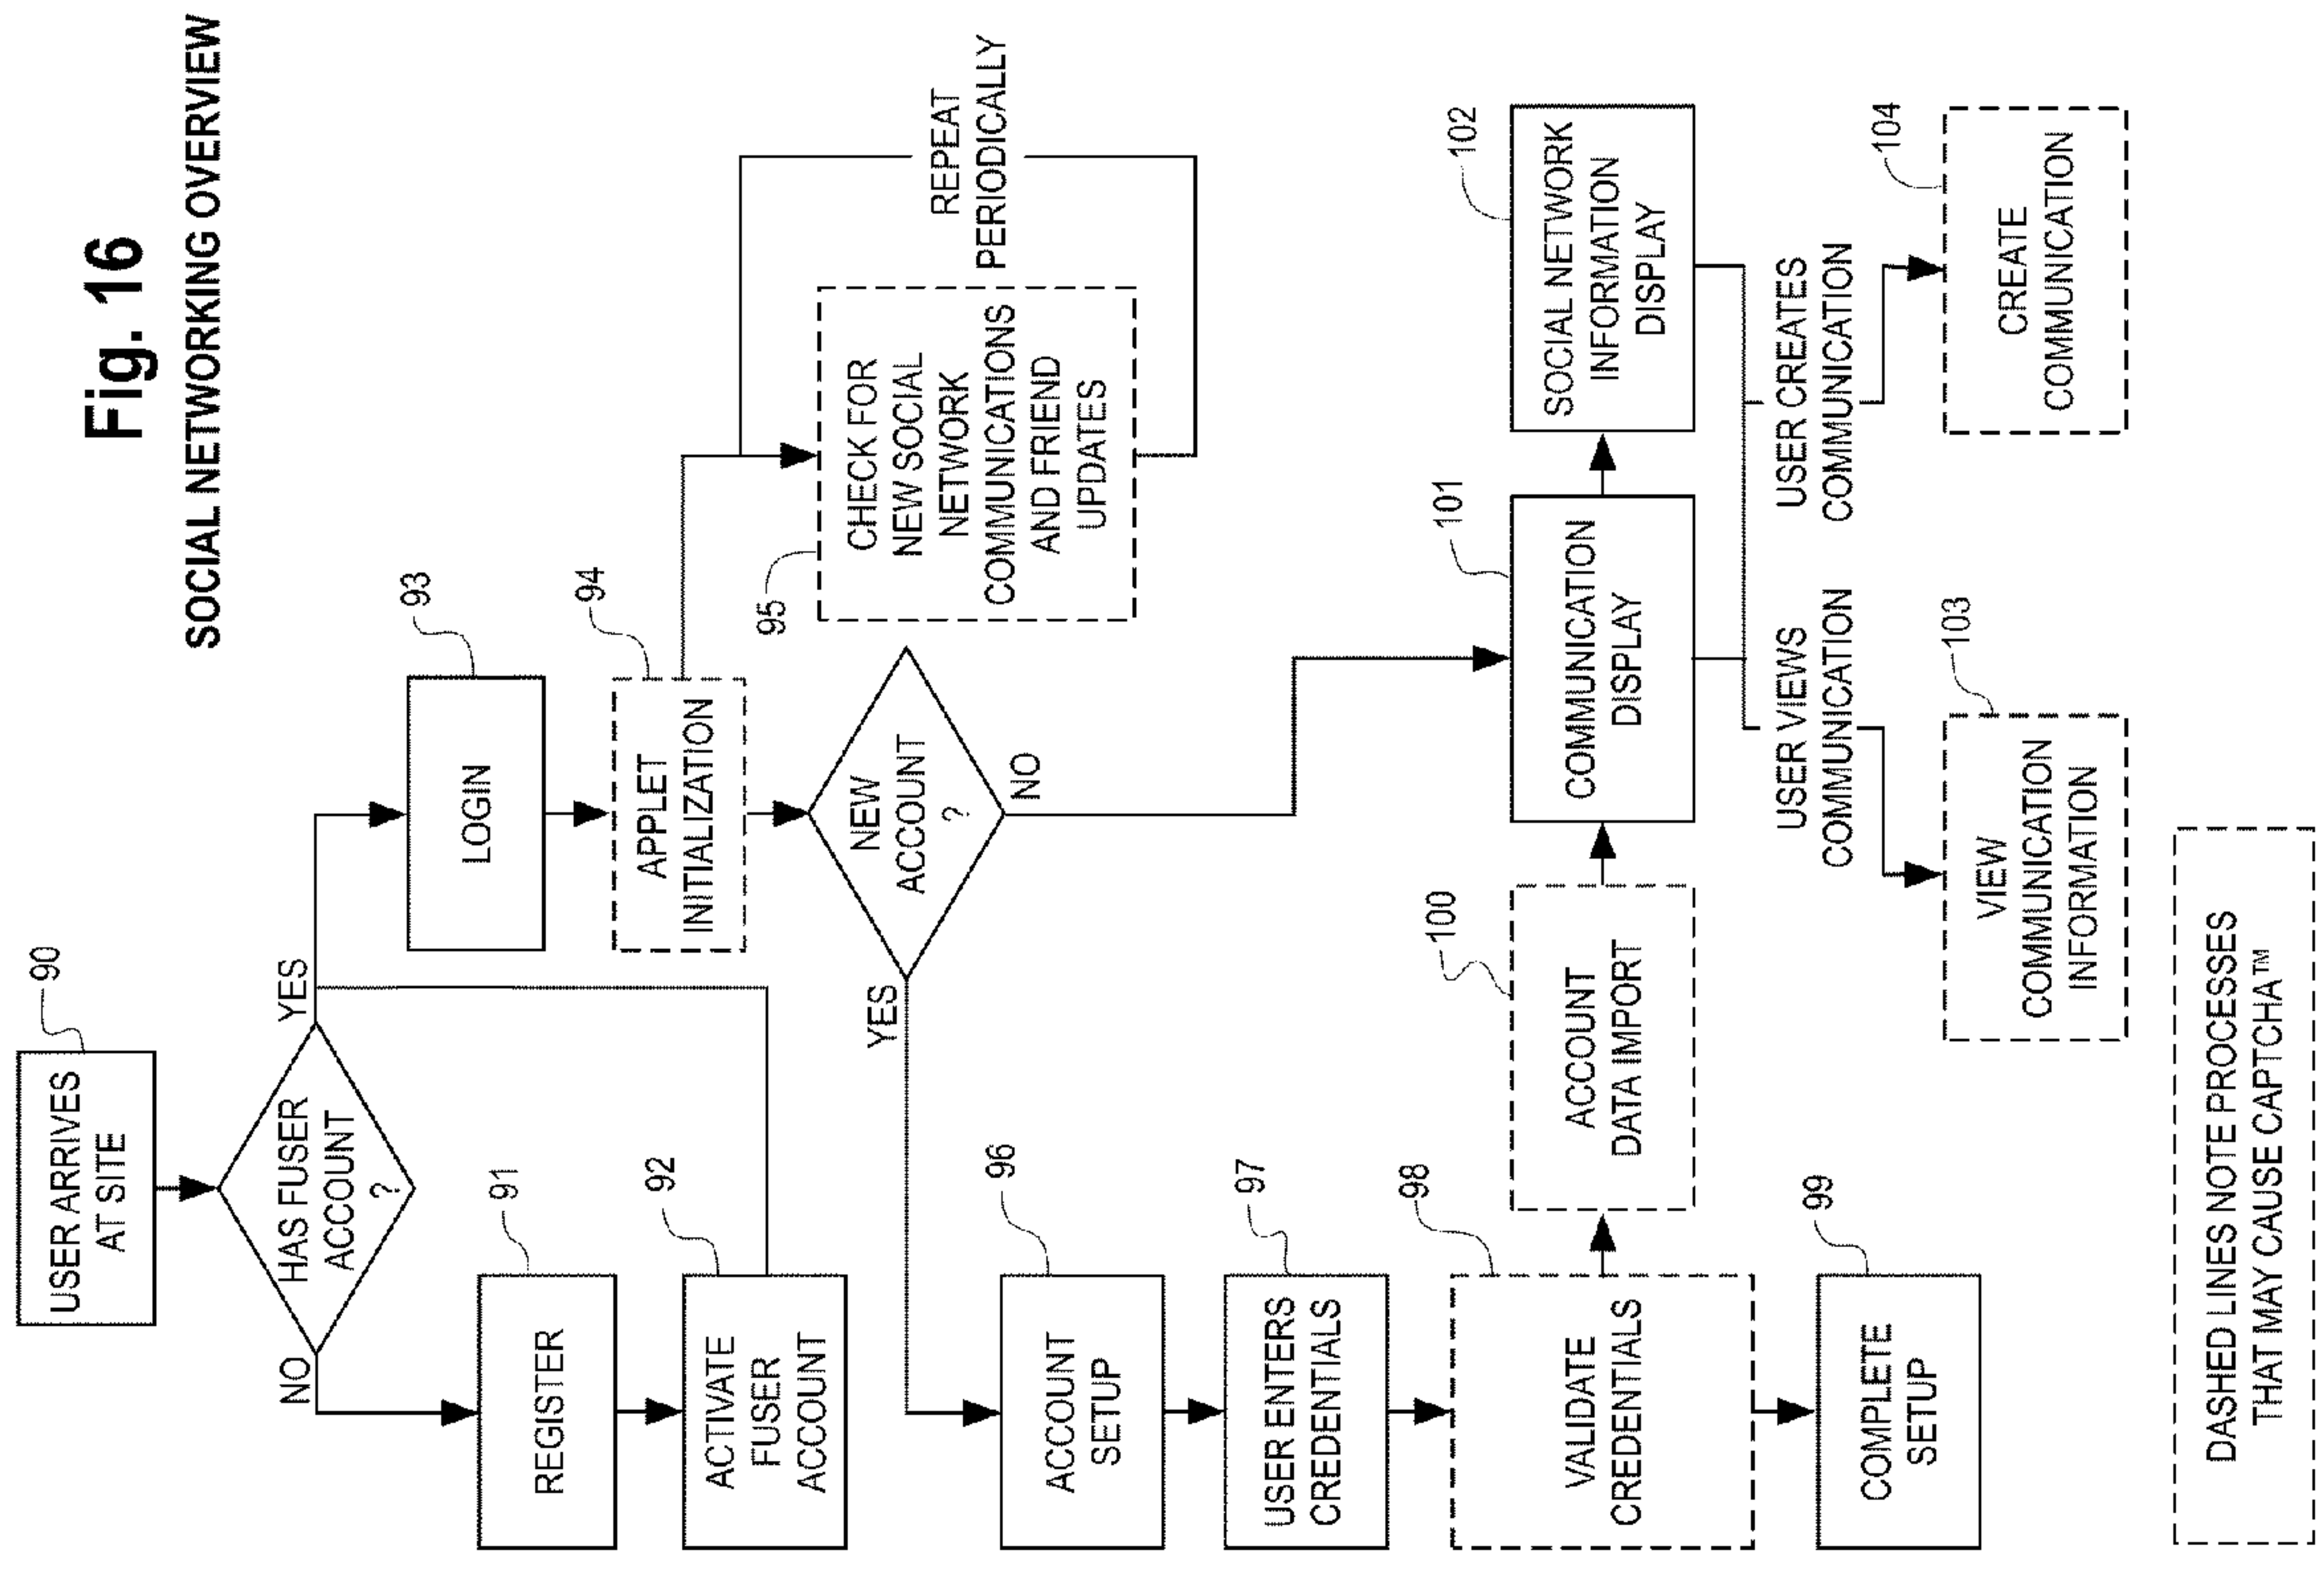 Fig. 16
SOCIAL NETWORKING OVERVIEW
90
USER ARRIVES
AT SITE
HAS FUSER
ACCOUNT
?
NO
YES
91
REGISTER
92
ACTIVATE
FUSER
ACCOUNT
93
LOGIN
94
APPLET
INITIALIZATION
95
CHECK FOR
NEW SOCIAL
NETWORK
COMMUNICATIONS
AND FRIEND
UPDATES
REPEAT
PERIODICALLY
NEW
ACCOUNT
?
YES
NO
96
ACCOUNT
SETUP
97
USER ENTERS
CREDENTIALS
98
VALIDATE
CREDENTIALS
99
COMPLETE
SETUP
100
ACCOUNT
DATA IMPORT
101
COMMUNICATION
DISPLAY
102
SOCIAL NETWORK
INFORMATION
DISPLAY
USER VIEWS
COMMUNICATION
USER CREATES
COMMUNICATION
103
VIEW
COMMUNICATION
INFORMATION
104
CREATE
COMMUNICATION
DASHED LINES NOTE PROCESSES
THAT MAY CAUSE CAPTCHA™